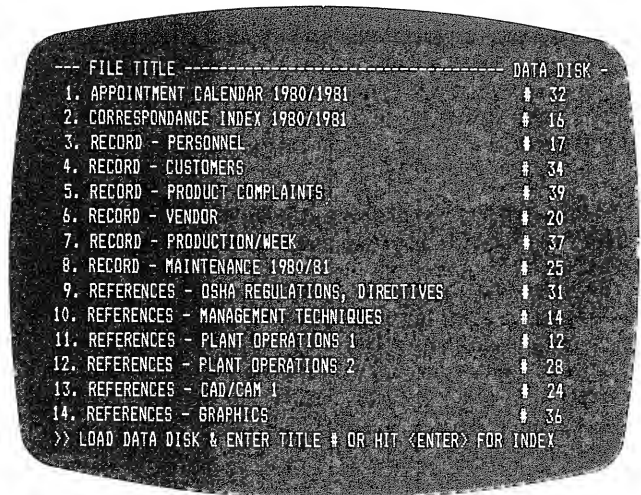 --- FILE TITLE ---------------------------------------- DATA DISK -
1. APPOINTMENT CALENDAR 1980/1981 # 32
2. CORRESPONDANCE INDEX 1980/1981 # 16
3. RECORD - PERSONNEL # 17
4. RECORD - CUSTOMERS # 34
5. RECORD - PRODUCT COMPLAINTS # 39
6. RECORD - VENDOR # 20
7. RECORD - PRODUCTION/WEEK # 37
8. RECORD - MAINTENANCE 1980/81 # 25
9. REFERENCES - OSHA REGULATIONS, DIRECTIVES # 31
10. REFERENCES - MANAGEMENT TECHNIQUES # 14
11. REFERENCES - PLANT OPERATIONS 1 # 12
12. REFERENCES - PLANT OPERATIONS 2 # 28
13. REFERENCES - CAD/CAM 1 # 24
14. REFERENCES - GRAPHICS # 36
>> LOAD DATA DISK & ENTER TITLE # OR HIT <ENTER> FOR INDEX